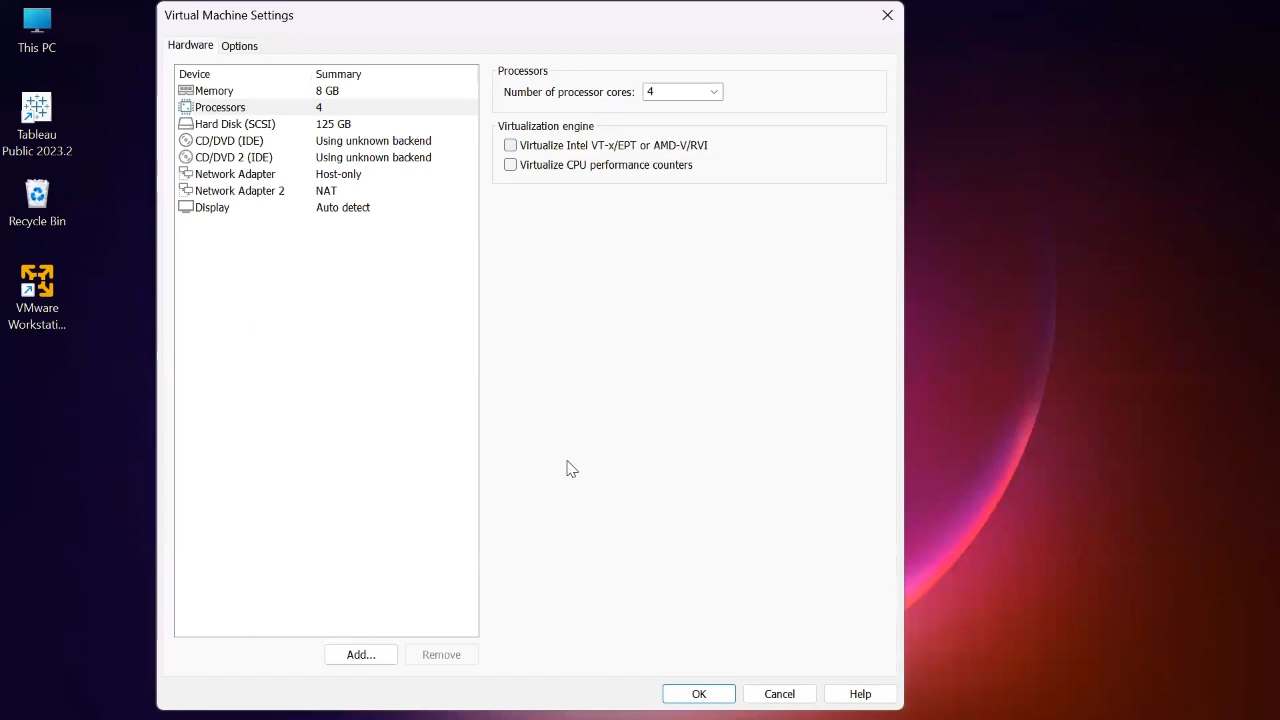 This PC
Tableau
Public 2023.2
Recycle Bin
VMware
Workstati...
Virtual Machine Settings
Hardware Options
Device Summary
Memory 8 GB
Processors 4
Hard Disk (SCSI) 125 GB
CD/DVD (IDE) Using unknown backend
CD/DVD 2 (IDE) Using unknown backend
Network Adapter Host-only
Network Adapter 2 NAT
Display Auto detect
Add... Remove
Processors
Number of processor cores: 4
Virtualization engine
Virtualize Intel VT-x/EPT or AMD-V/RVI
Virtualize CPU performance counters
OK Cancel Help